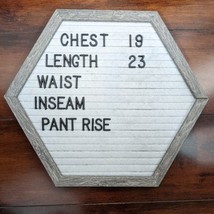 CHEST 19
LENGTH 23
WAIST
INSEAM
PANT RISE